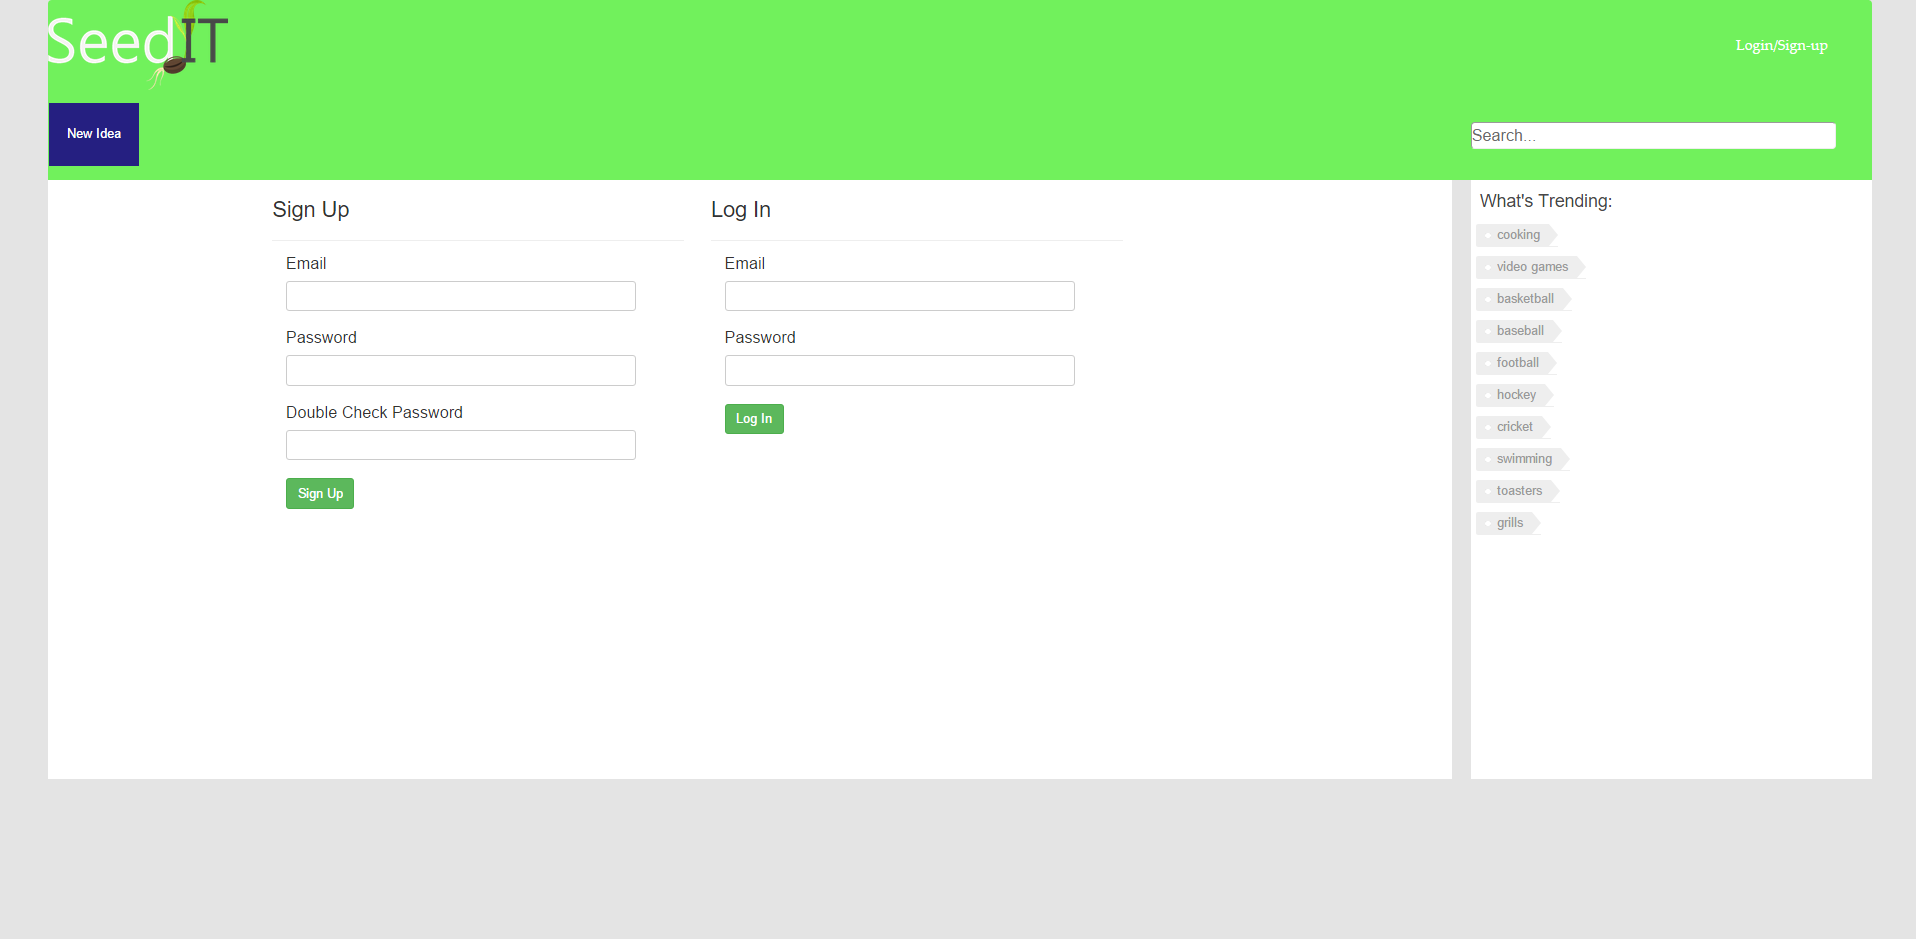 SeedIT
Login/Sign-up
New Idea
Search...
Sign Up
Email
Password
Double Check Password
Sign Up
Log In
Email
Password
Log In
What's Trending:
cooking
video games
basketball
baseball
football
hockey
cricket
swimming
toasters
grills